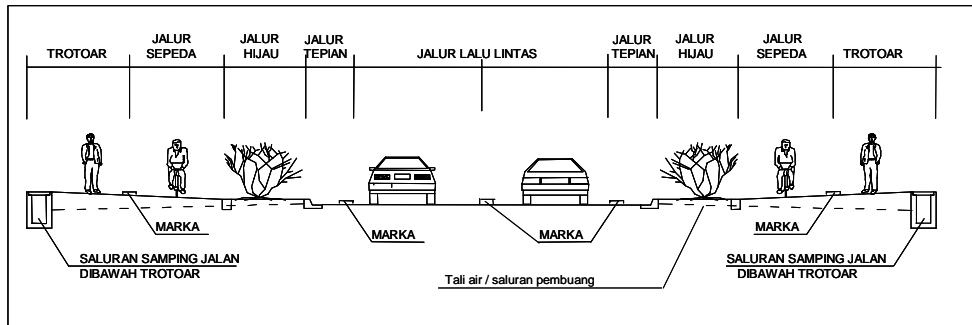 TROTOAR
JALUR
SEPEDA
JALUR
HIJAU
JALUR
TEPIAN
JALUR LALU LINTAS
JALUR
TEPIAN
JALUR
HIJAU
JALUR
SEPEDA
TROTOAR
MARKA
MARKA
MARKA
MARKA
SALURAN SAMPING JALAN
DIBAWAH TROTOAR
Tali air / saluran pembuang
SALURAN SAMPING JALAN
DIBAWAH TROTOAR